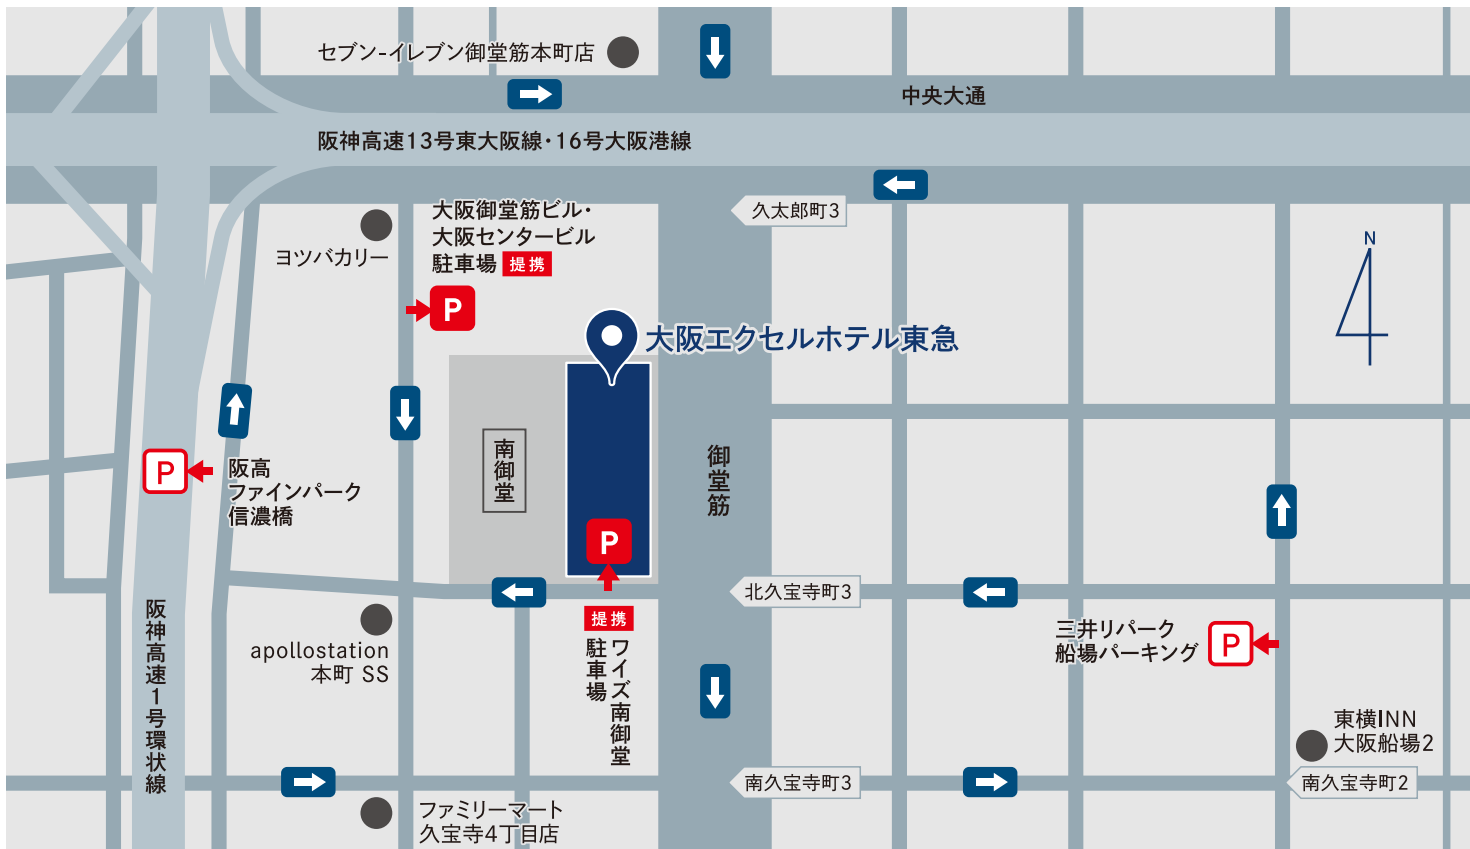 セブン-イレブン御堂筋本町店
中央大通
阪神高速13号東大阪線・16号大阪港線
久太郎町3
大阪御堂筋ビル・
大阪センタービル
駐車場 提携
P
ヨツバカリー
N
大阪エクセルホテル東急
南御堂
御堂筋
P
阪高
ファインパーク
信濃橋
P
提携
ワイズ南御堂
駐車場
北久宝寺町3
阪神高速1号環状線
apollostation
本町 SS
三井リパーク
船場パーキング
P
東横INN
大阪船場2
南久宝寺町3
南久宝寺町2
ファミリーマート
久宝寺4丁目店